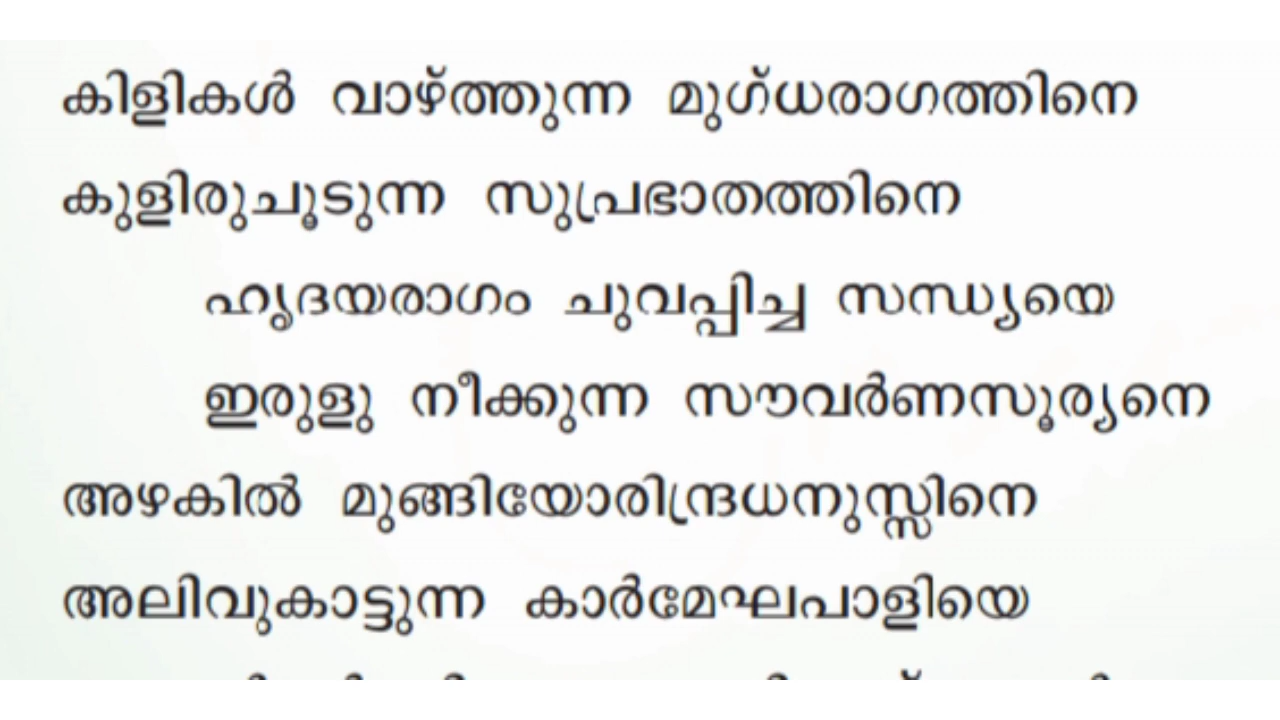 കിളികൾ വാഴ്ത്തുന്ന മുഗ്ധരാഗത്തിനെ
കുളിരുചൂടുന്ന സുപ്രഭാതത്തിനെ
ഹൃദയരാഗം ചുവപ്പിച്ച സന്ധ്യയെ
ഇരുളു നീക്കുന്ന സൗവർണസൂര്യനെ
അഴകിൽ മുങ്ങിയോരിന്ദ്രധനുസ്സിനെ
അലിവുകാട്ടുന്ന കാർമേഘപാളിയെ